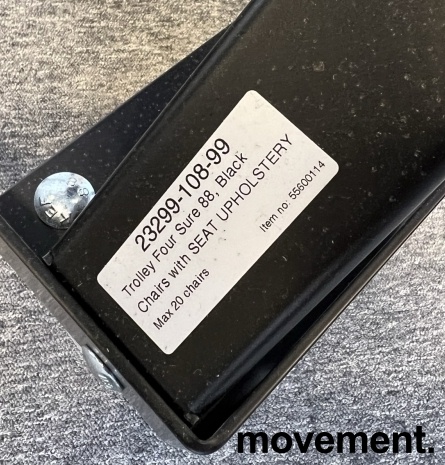 23299-108-99
Trolley Four Sure 88, Black
Chairs with SEAT UPHOLSTERY
Max 20 chairs
Item no: 55600114
movement.